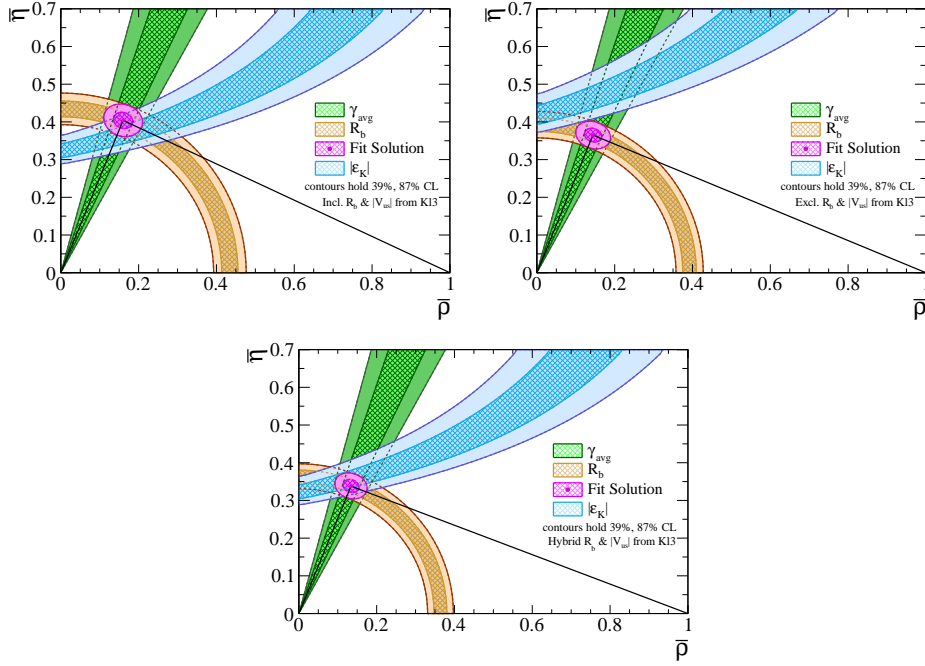 η̅
0.7
0.6
0.5
0.4
0.3
0.2
0.1
0
0 0.2 0.4 0.6 0.8 1
ρ̅
γavg
Rb
Fit Solution
|εK|
contours hold 39%, 87% CL
Incl. Rb & |Vus| from Kl3
η̅
0.7
0.6
0.5
0.4
0.3
0.2
0.1
0
0 0.2 0.4 0.6 0.8 1
ρ̅
γavg
Rb
Fit Solution
|εK|
contours hold 39%, 87% CL
Excl. Rb & |Vus| from Kl3
η̅
0.7
0.6
0.5
0.4
0.3
0.2
0.1
0
0 0.2 0.4 0.6 0.8 1
ρ̅
γavg
Rb
Fit Solution
|εK|
contours hold 39%, 87% CL
Hybrid Rb & |Vus| from Kl3